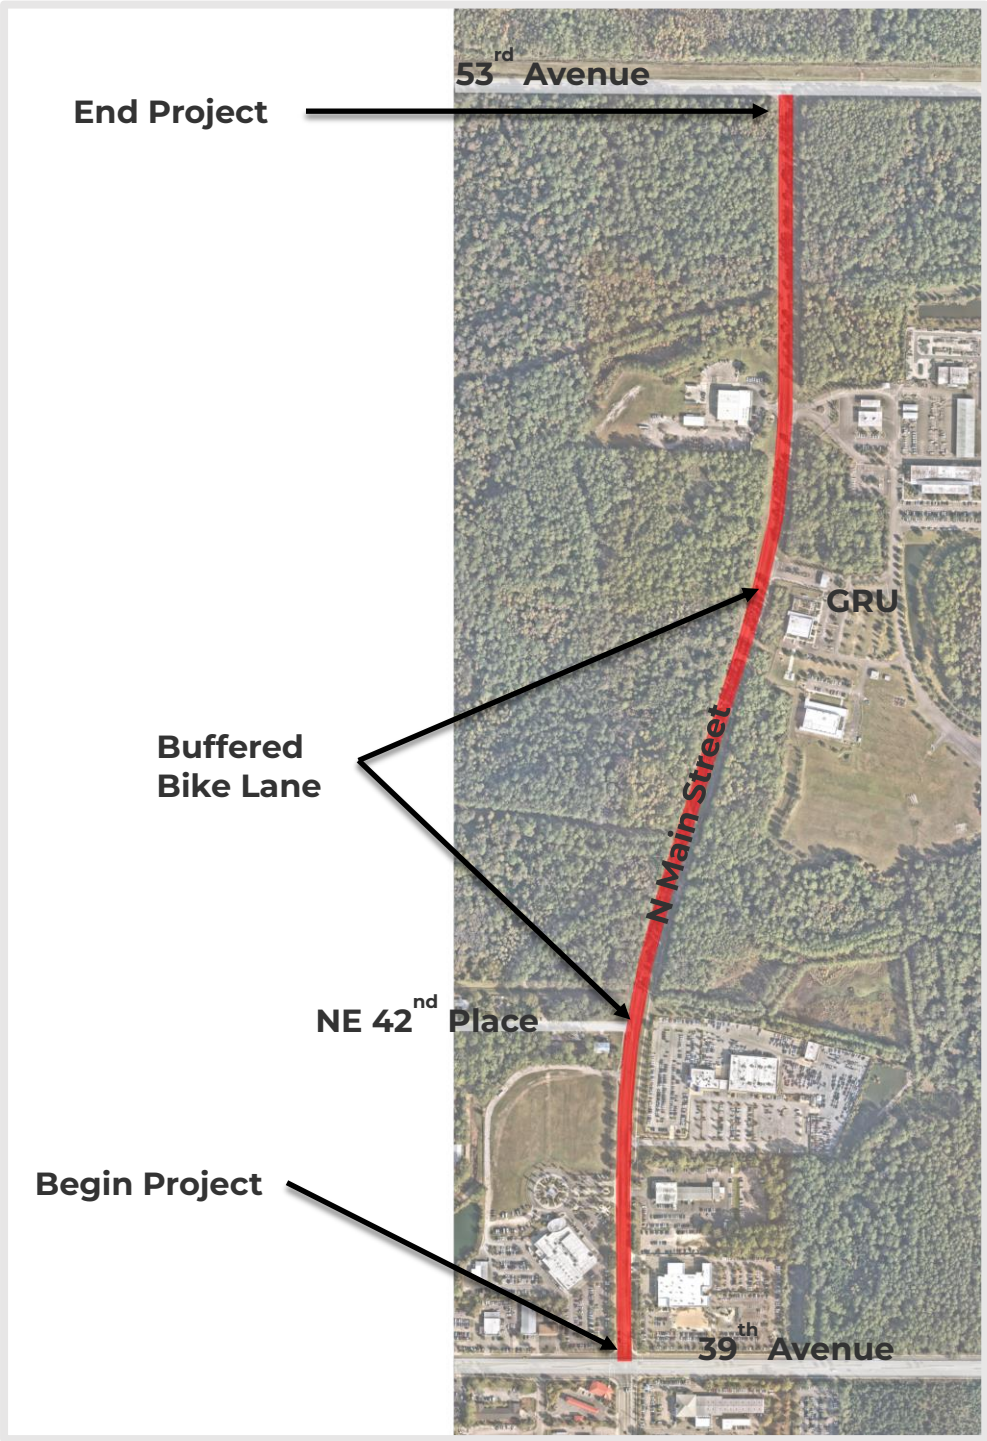 53rd Avenue
End Project
GRU
N Main Street
Buffered
Bike Lane
NE 42nd Place
Begin Project
39th Avenue